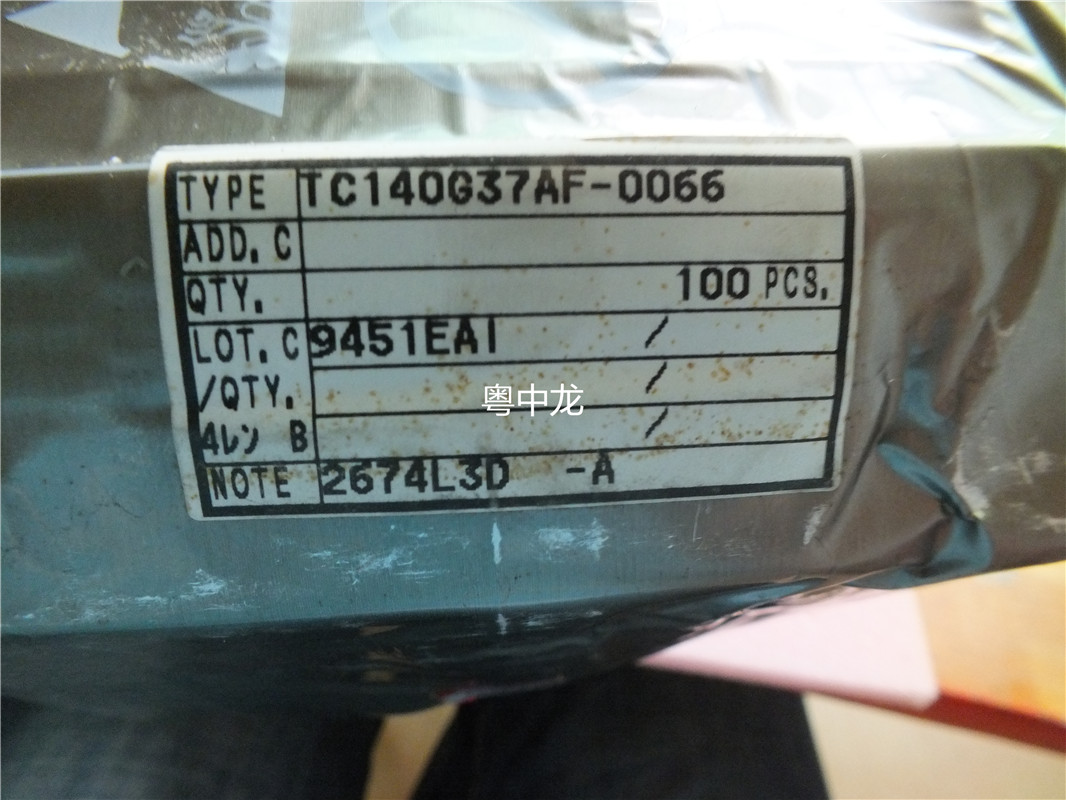 TYPE TC140G37AF-0066
ADD. C
QTY. 100 PCS.
LOT. C 9451EAI /
/QTY. /
4レン B /
NOTE 2674L3D -A
粤中龙